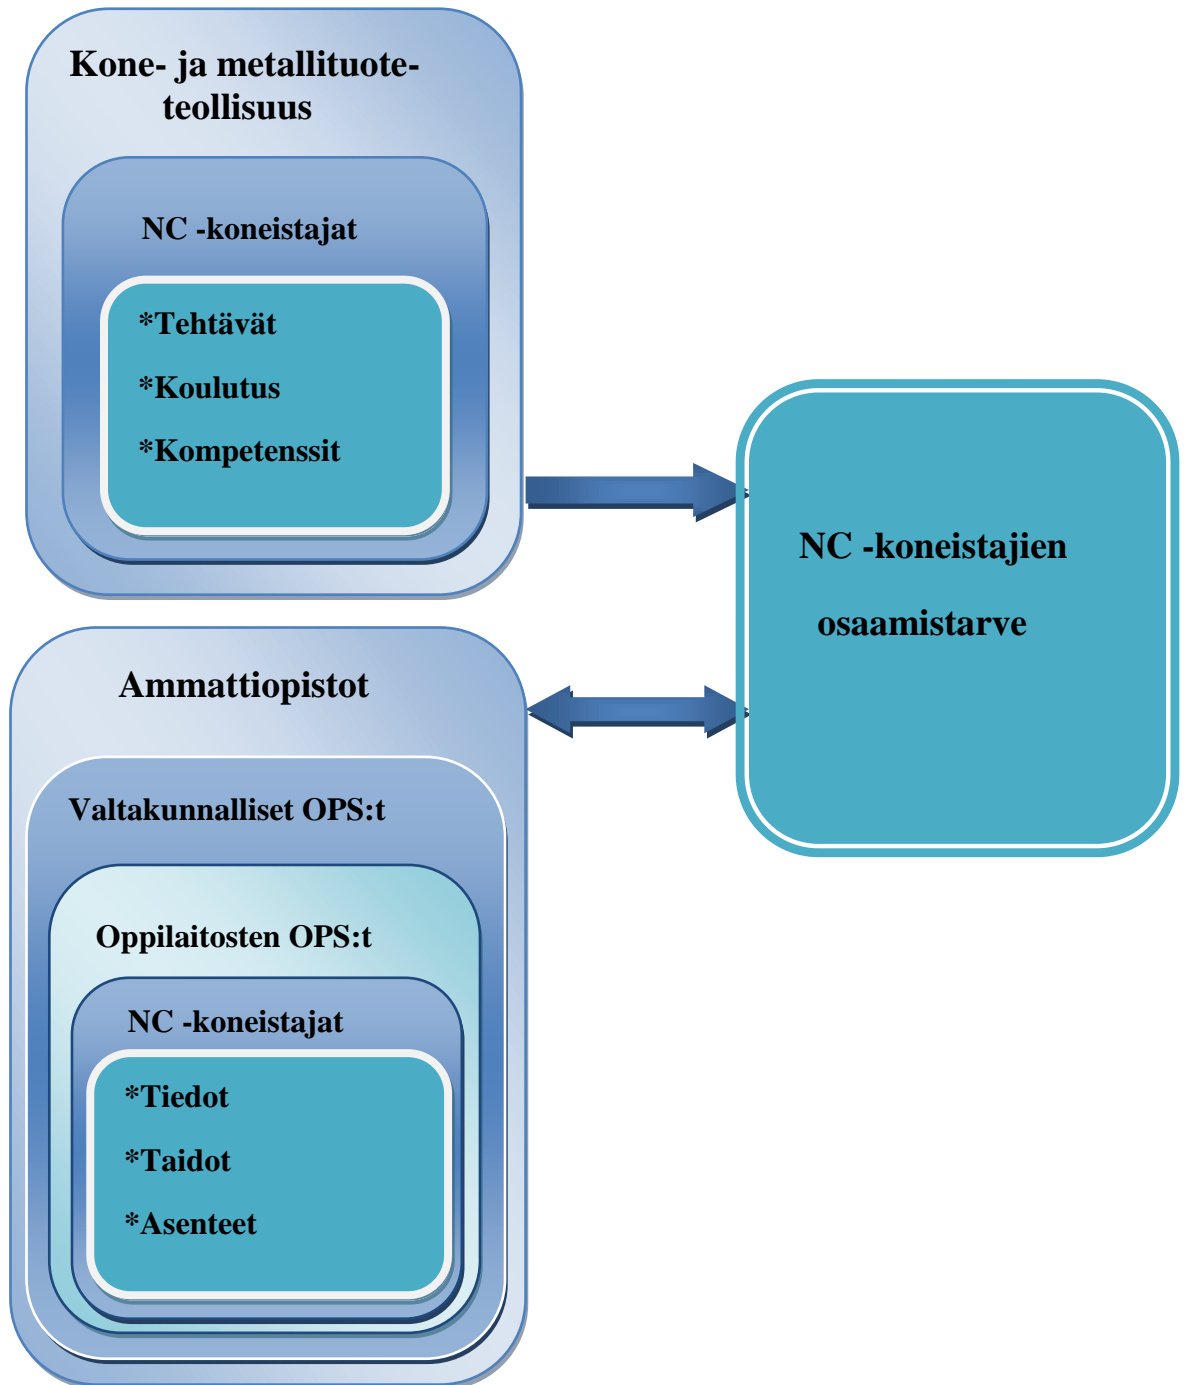 Kone- ja metallituote-
teollisuus
NC -koneistajat
*Tehtävät
*Koulutus
*Kompetenssit
NC -koneistajien
osaamistarve
Ammattiopistot
Valtakunnalliset OPS:t
Oppilaitosten OPS:t
NC -koneistajat
*Tiedot
*Taidot
*Asenteet